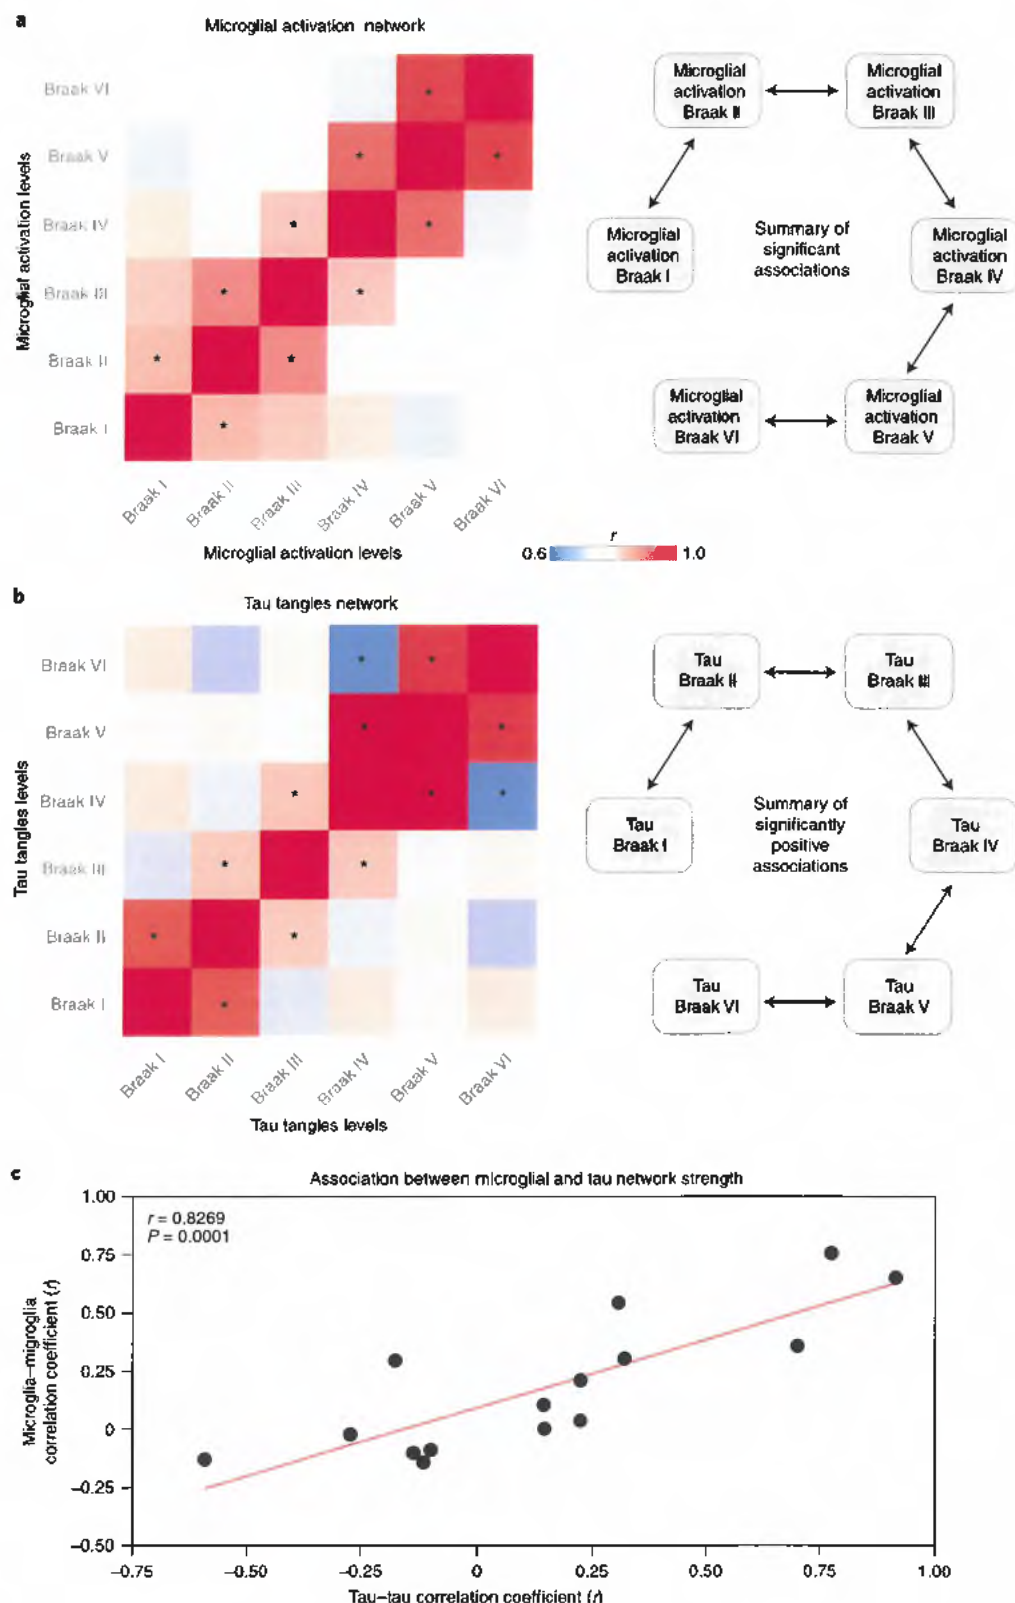 a
Microglial activation network
Microglial activation levels
Braak VI
Braak V
Braak IV
Braak III
Braak II
Braak I
Braak I
Braak II
Braak III
Braak IV
Braak V
Braak VI
Microglial activation levels
*
*
*
*
*
*
*
*
*
*
Microglial
activation
Braak II
Microglial
activation
Braak III
Microglial
activation
Braak I
Summary of
significant
associations
Microglial
activation
Braak IV
Microglial
activation
Braak VI
Microglial
activation
Braak V
r
0.6
1.0
b
Tau tangles network
Tau tangles levels
Braak VI
Braak V
Braak IV
Braak III
Braak II
Braak I
Braak I
Braak II
Braak III
Braak IV
Braak V
Braak VI
Tau tangles levels
*
*
*
*
*
*
*
*
*
*
*
*
Tau
Braak II
Tau
Braak III
Tau
Braak I
Summary of
significantly
positive
associations
Tau
Braak IV
Tau
Braak VI
Tau
Braak V
c
Association between microglial and tau network strength
r = 0.8269
P = 0.0001
Microglia–migroglia
correlation coefficient (r)
1.00
0.75
0.50
0.25
0
−0.25
−0.50
−0.75
−0.50
−0.25
0
0.25
0.50
0.75
1.00
Tau–tau correlation coefficient (r)